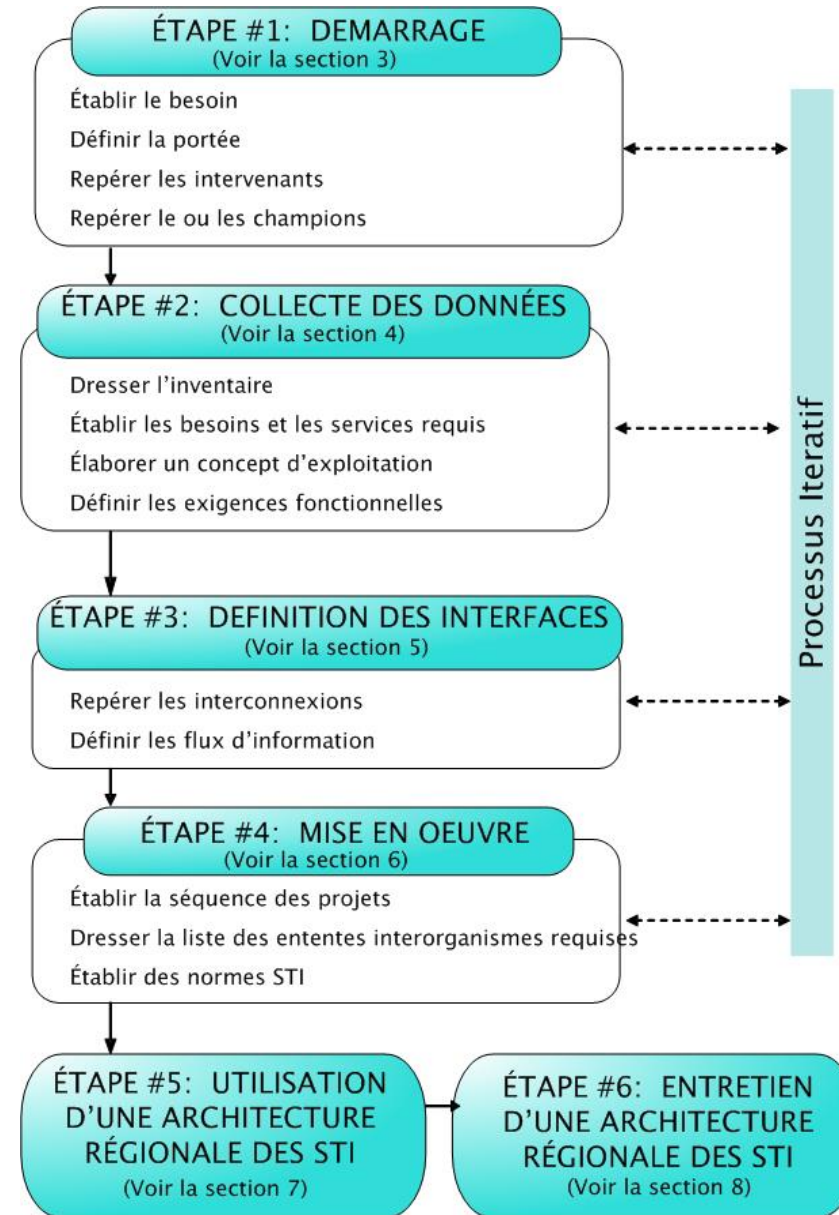 ÉTAPE #1: DEMARRAGE
(Voir la section 3)
Établir le besoin
Définir la portée
Repérer les intervenants
Repérer le ou les champions
ÉTAPE #2: COLLECTE DES DONNÉES
(Voir la section 4)
Dresser l'inventaire
Établir les besoins et les services requis
Élaborer un concept d'exploitation
Définir les exigences fonctionnelles
ÉTAPE #3: DEFINITION DES INTERFACES
(Voir la section 5)
Repérer les interconnexions
Définir les flux d'information
ÉTAPE #4: MISE EN OEUVRE
(Voir la section 6)
Établir la séquence des projets
Dresser la liste des ententes interorganismes requises
Établir des normes STI
ÉTAPE #5: UTILISATION
D'UNE ARCHITECTURE
RÉGIONALE DES STI
(Voir la section 7)
ÉTAPE #6: ENTRETIEN
D'UNE ARCHITECTURE
RÉGIONALE DES STI
(Voir la section 8)
Processus Iteratif